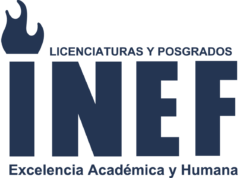 LICENCIATURAS Y POSGRADOS
INEF
Excelencia Académica y Humana